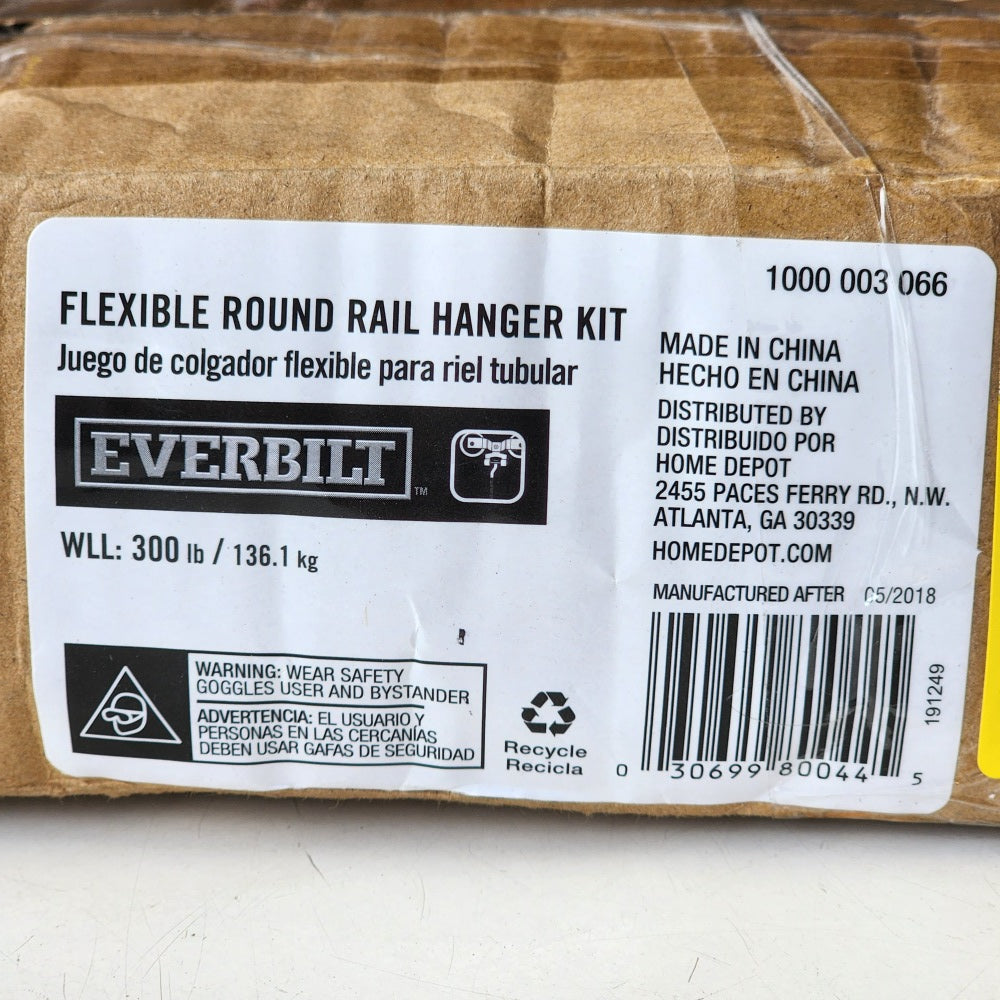 1000 003 066
FLEXIBLE ROUND RAIL HANGER KIT
Juego de colgador flexible para riel tubular
EVERBILT™
WLL: 300 lb / 136.1 kg
WARNING: WEAR SAFETY
GOGGLES USER AND BYSTANDER
ADVERTENCIA: EL USUARIO Y
PERSONAS EN LAS CERCANÍAS
DEBEN USAR GAFAS DE SEGURIDAD
Recycle
Recicla
MADE IN CHINA
HECHO EN CHINA
DISTRIBUTED BY
DISTRIBUIDO POR
HOME DEPOT
2455 PACES FERRY RD., N.W.
ATLANTA, GA 30339
HOMEDEPOT.COM
MANUFACTURED AFTER 05/2018
191249
0 30699 80044 5